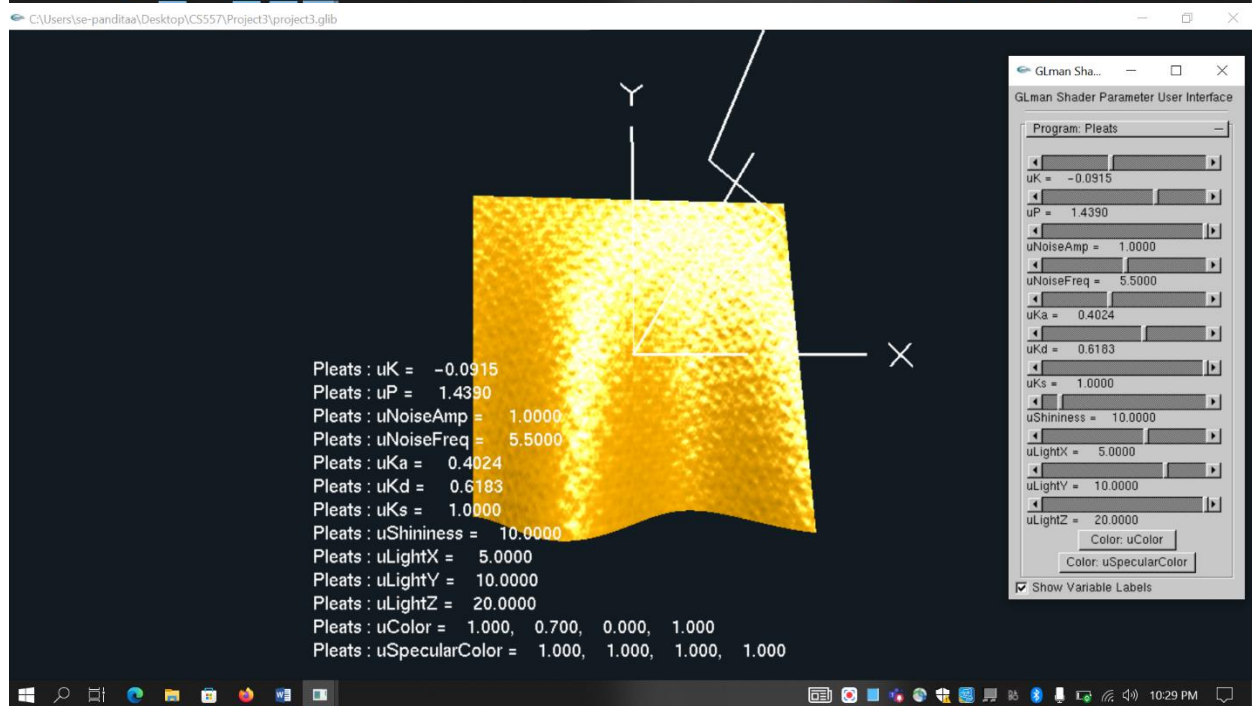 C:\Users\se-panditaa\Desktop\CS557\Project3\project3.glib
Y
X
Pleats : uK = -0.0915
Pleats : uP = 1.4390
Pleats : uNoiseAmp = 1.0000
Pleats : uNoiseFreq = 5.5000
Pleats : uKa = 0.4024
Pleats : uKd = 0.6183
Pleats : uKs = 1.0000
Pleats : uShininess = 10.0000
Pleats : uLightX = 5.0000
Pleats : uLightY = 10.0000
Pleats : uLightZ = 20.0000
Pleats : uColor = 1.000, 0.700, 0.000, 1.000
Pleats : uSpecularColor = 1.000, 1.000, 1.000, 1.000
GLman Sha...
GLman Shader Parameter User Interface
Program: Pleats
uK = -0.0915
uP = 1.4390
uNoiseAmp = 1.0000
uNoiseFreq = 5.5000
uKa = 0.4024
uKd = 0.6183
uKs = 1.0000
uShininess = 10.0000
uLightX = 5.0000
uLightY = 10.0000
uLightZ = 20.0000
Color: uColor
Color: uSpecularColor
Show Variable Labels
10:29 PM